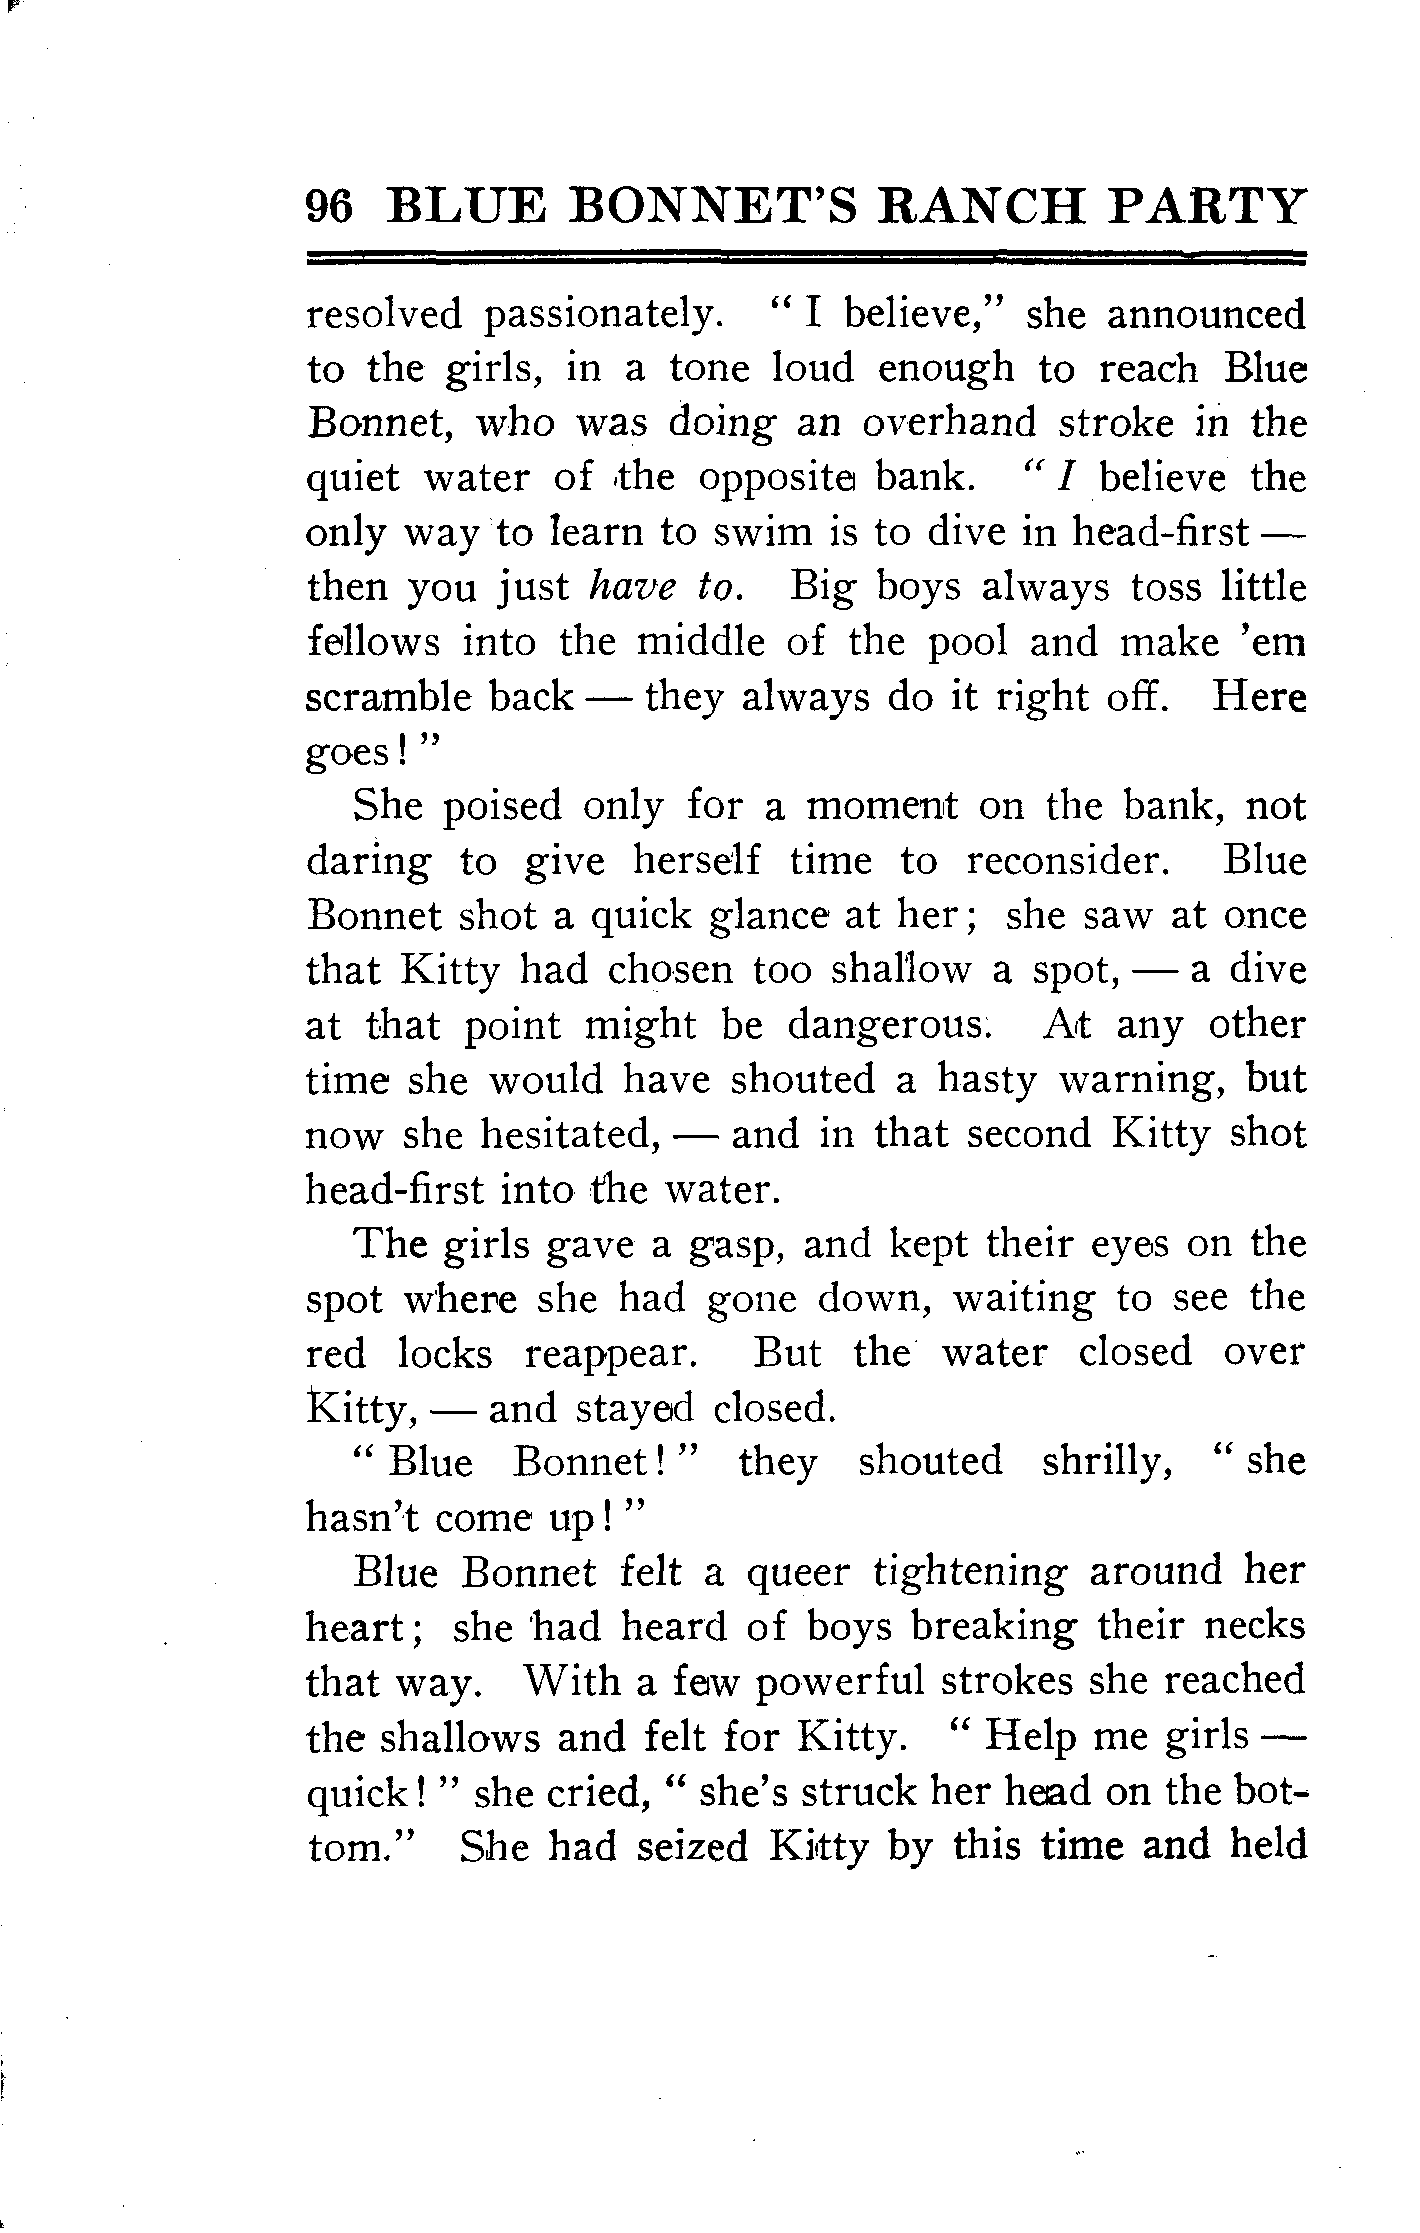 96 BLUE BONNET'S RANCH PARTY
resolved passionately. " I believe," she announced
to the girls, in a tone loud enough to reach Blue
Bonnet, who was doing an overhand stroke in the
quiet water of the opposite bank. " I believe the
only way to learn to swim is to dive in head-first —
then you just have to. Big boys always toss little
fellows into the middle of the pool and make 'em
scramble back — they always do it right off. Here
goes! "
She poised only for a moment on the bank, not
daring to give herself time to reconsider. Blue
Bonnet shot a quick glance at her; she saw at once
that Kitty had chosen too shallow a spot, — a dive
at that point might be dangerous. At any other
time she would have shouted a hasty warning, but
now she hesitated, — and in that second Kitty shot
head-first into the water.
The girls gave a gasp, and kept their eyes on the
spot where she had gone down, waiting to see the
red locks reappear. But the water closed over
Kitty, — and stayed closed.
" Blue Bonnet! " they shouted shrilly, " she
hasn't come up! "
Blue Bonnet felt a queer tightening around her
heart; she had heard of boys breaking their necks
that way. With a few powerful strokes she reached
the shallows and felt for Kitty. " Help me girls —
quick! " she cried, " she's struck her head on the bot-
tom." She had seized Kitty by this time and held